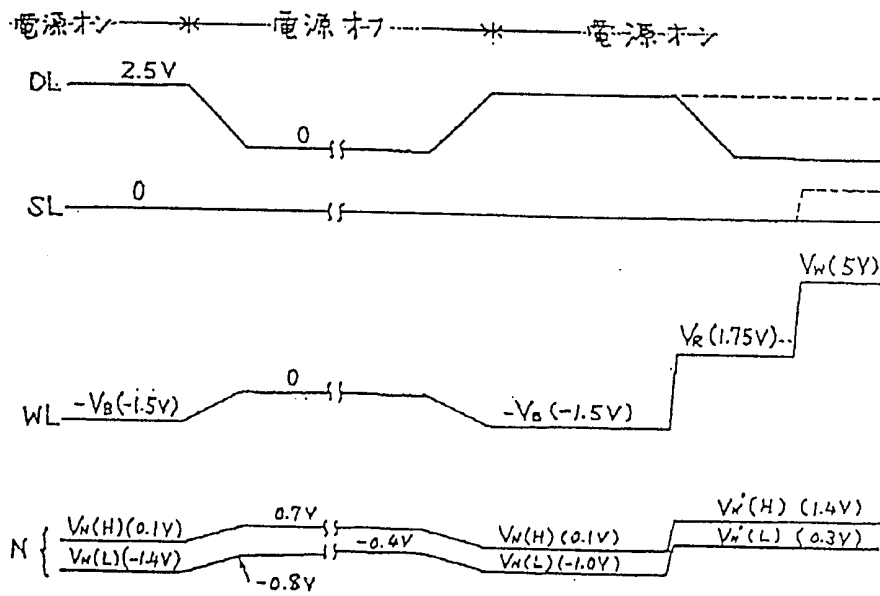 電源オン 電源オフ 電源オン
DL 2.5V 0
SL 0
VW(5V)
VR(1.75V)
WL -VB(-1.5V) 0 -VB(-1.5V)
N { VN(H)(0.1V) 0.7V VN(H)(0.1V) VN'(H) (1.4V)
VN(L)(-1.4V) -0.8V -0.4V VN(L)(-1.0V) VN'(L) (0.3V)